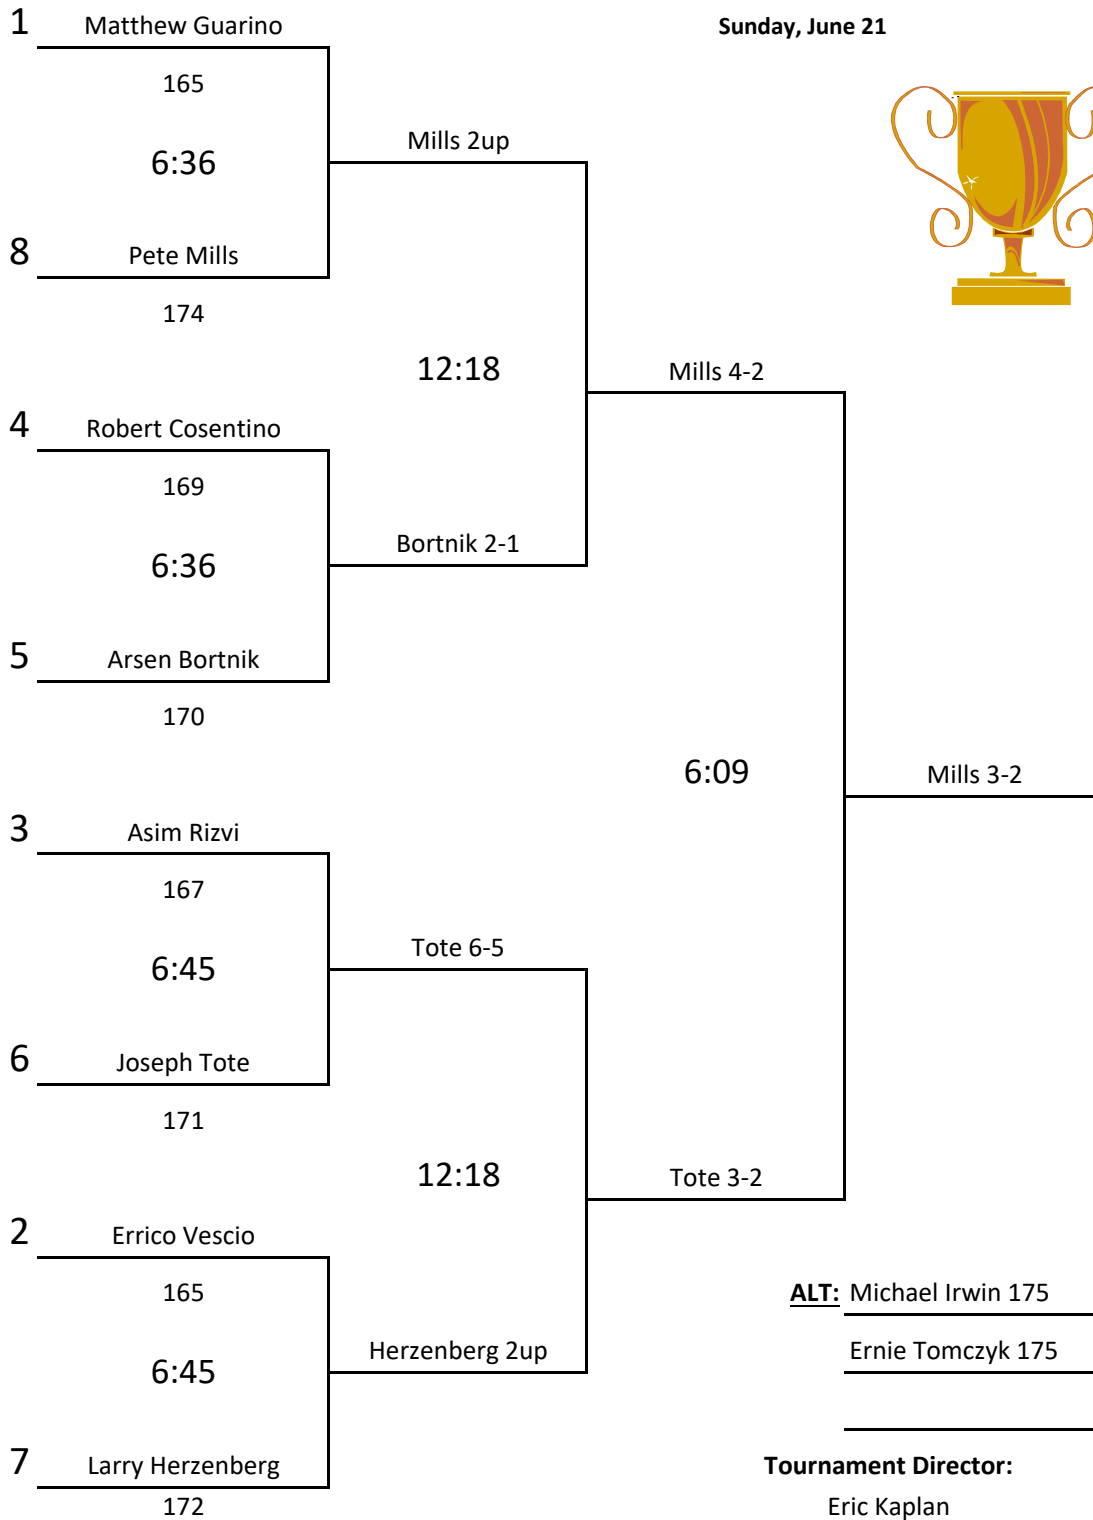 1 Matthew Guarino
Sunday, June 21
165
Mills 2up
6:36
8 Pete Mills
174
12:18
Mills 4-2
4 Robert Cosentino
169
Bortnik 2-1
6:36
5 Arsen Bortnik
170
6:09
Mills 3-2
3 Asim Rizvi
167
Tote 6-5
6:45
6 Joseph Tote
171
12:18
Tote 3-2
2 Errico Vescio
165
ALT: Michael Irwin 175
Herzenberg 2up
Ernie Tomczyk 175
6:45
7 Larry Herzenberg
Tournament Director:
172
Eric Kaplan